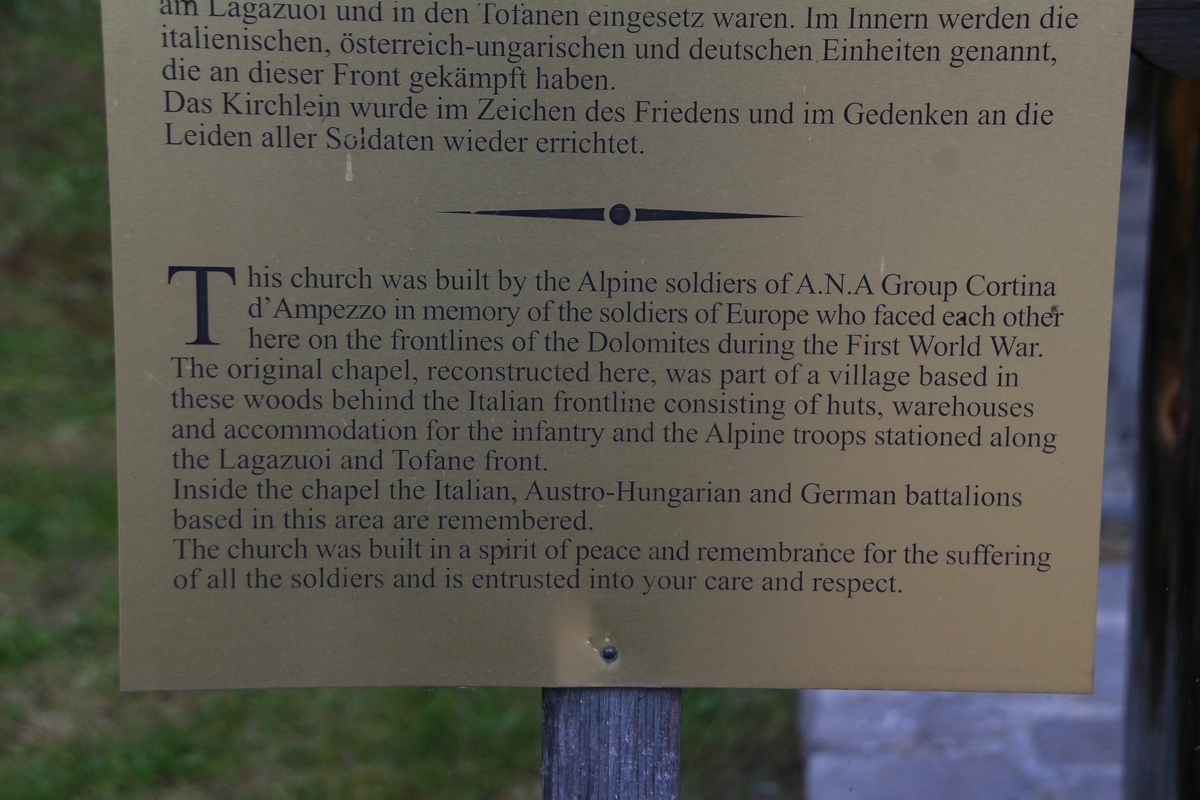 am Lagazuoi und in den Tofanen eingesetz waren. Im Innern werden die
italienischen, österreich-ungarischen und deutschen Einheiten genannt,
die an dieser Front gekämpft haben.
Das Kirchlein wurde im Zeichen des Friedens und im Gedenken an die
Leiden aller Soldaten wieder errichtet.
This church was built by the Alpine soldiers of A.N.A Group Cortina
d'Ampezzo in memory of the soldiers of Europe who faced each other
here on the frontlines of the Dolomites during the First World War.
The original chapel, reconstructed here, was part of a village based in
these woods behind the Italian frontline consisting of huts, warehouses
and accommodation for the infantry and the Alpine troops stationed along
the Lagazuoi and Tofane front.
Inside the chapel the Italian, Austro-Hungarian and German battalions
based in this area are remembered.
The church was built in a spirit of peace and remembrance for the suffering
of all the soldiers and is entrusted into your care and respect.